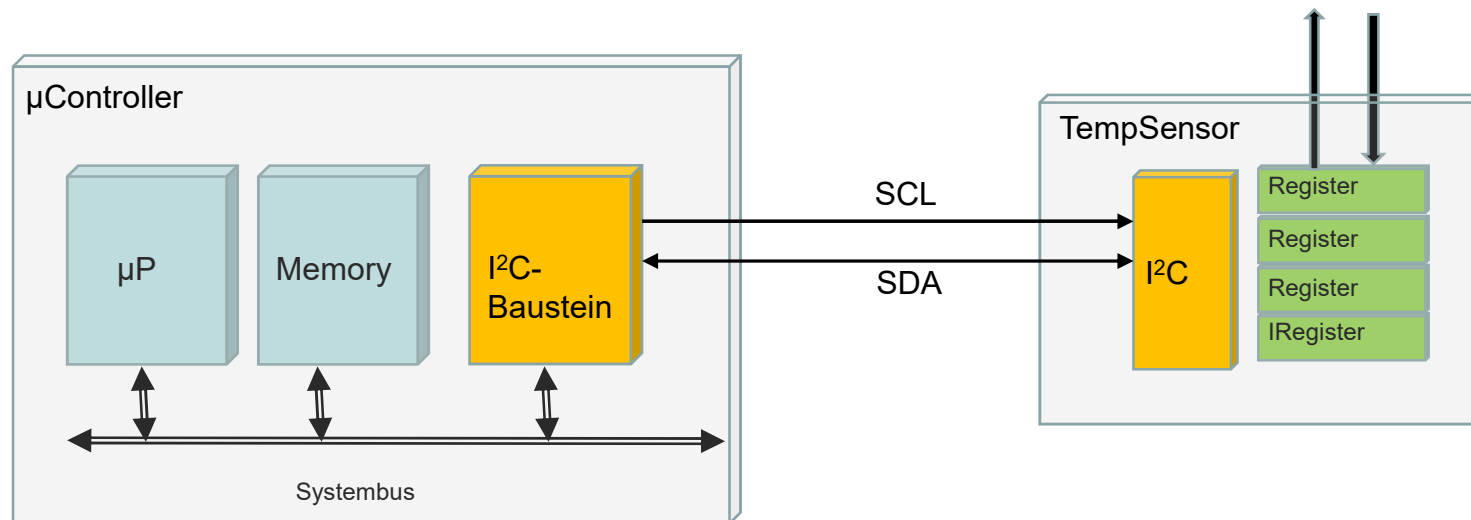 µController
TempSensor
µP
Memory
I²C-
Baustein
SCL
SDA
I²C
Register
Register
Register
IRegister
Systembus